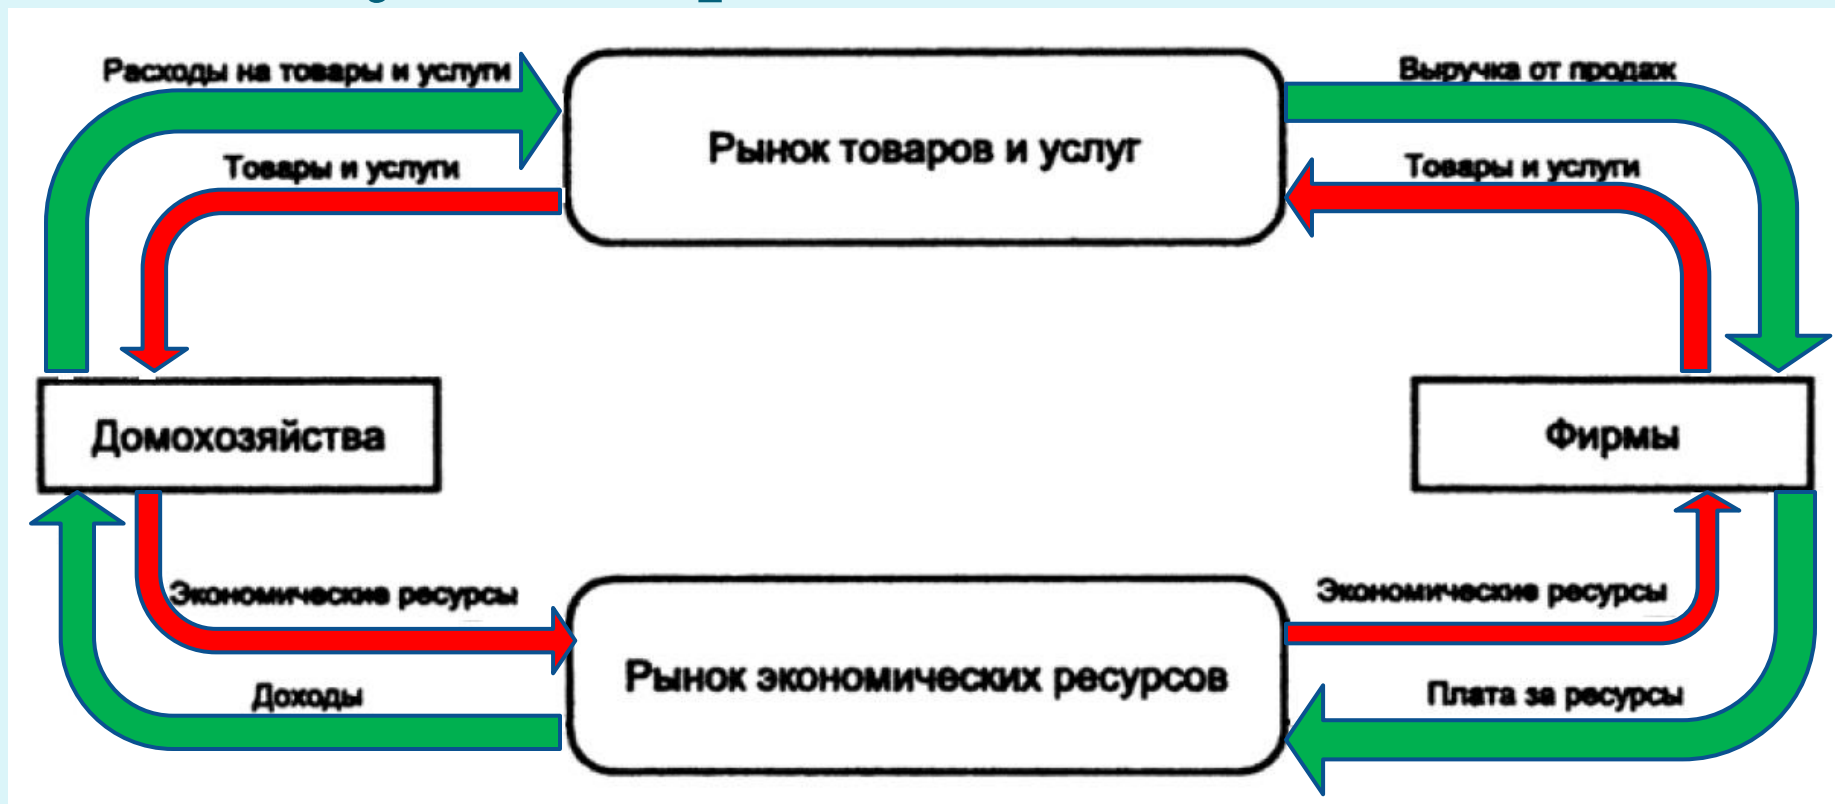 Расходы на товары и услуги
Выручка от продаж
Рынок товаров и услуг
Товары и услуги
Товары и услуги
Домохозяйства
Фирмы
Экономические ресурсы
Экономические ресурсы
Рынок экономических ресурсов
Доходы
Плата за ресурсы